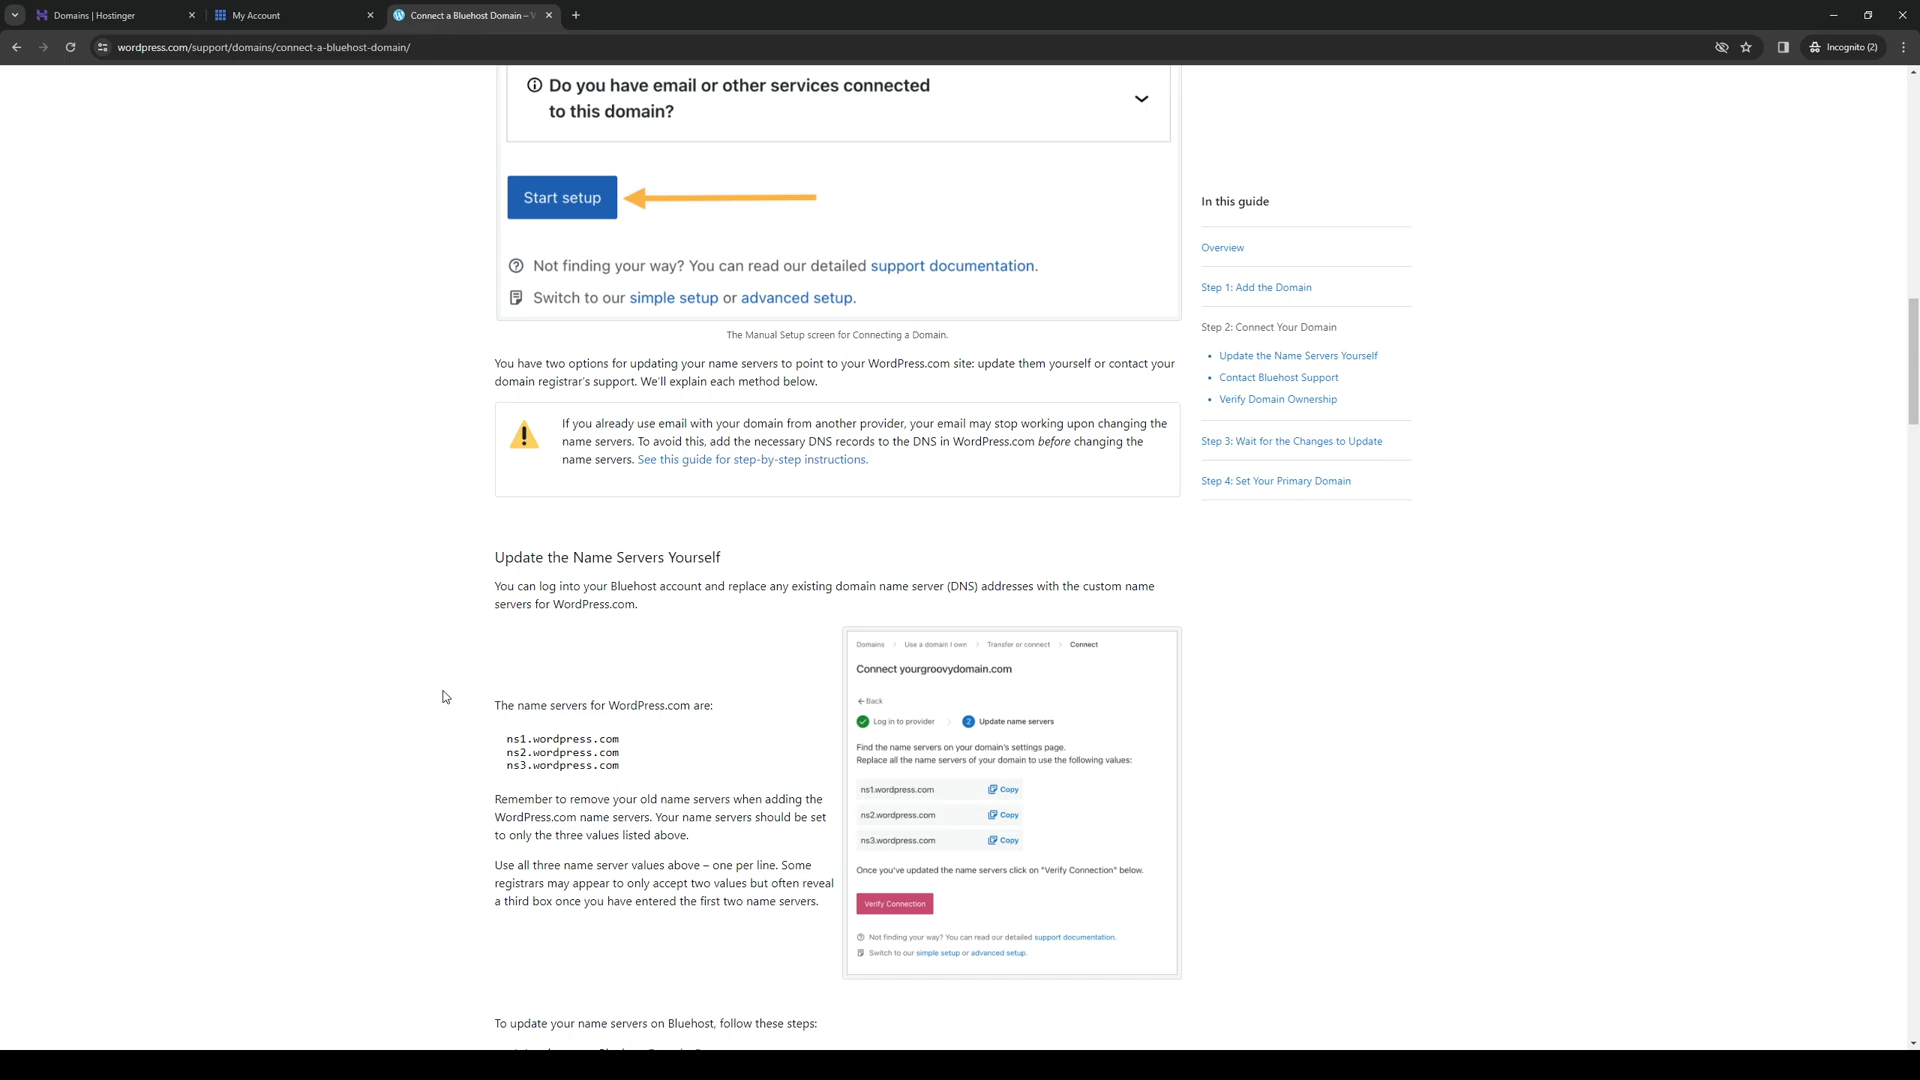 Domains | Hostinger
My Account
Connect a Bluehost Domain –
wordpress.com/support/domains/connect-a-bluehost-domain/
Incognito (2)
Do you have email or other services connected
to this domain?
Start setup
Not finding your way? You can read our detailed support documentation.
Switch to our simple setup or advanced setup.
The Manual Setup screen for Connecting a Domain.
You have two options for updating your name servers to point to your WordPress.com site: update them yourself or contact your
domain registrar's support. We'll explain each method below.
If you already use email with your domain from another provider, your email may stop working upon changing the
name servers. To avoid this, add the necessary DNS records to the DNS in WordPress.com before changing the
name servers. See this guide for step-by-step instructions.
Update the Name Servers Yourself
You can log into your Bluehost account and replace any existing domain name server (DNS) addresses with the custom name
servers for WordPress.com.
The name servers for WordPress.com are:
ns1.wordpress.com
ns2.wordpress.com
ns3.wordpress.com
Remember to remove your old name servers when adding the
WordPress.com name servers. Your name servers should be set
to only the three values listed above.
Use all three name server values above – one per line. Some
registrars may appear to only accept two values but often reveal
a third box once you have entered the first two name servers.
Domains > Use a domain I own > Transfer or connect > Connect
Connect yourgroovydomain.com
Back
Log in to provider > 2 Update name servers
Find the name servers on your domain's settings page.
Replace all the name servers of your domain to use the following values:
ns1.wordpress.com Copy
ns2.wordpress.com Copy
ns3.wordpress.com Copy
Once you've updated the name servers click on "Verify Connection" below.
Verify Connection
Not finding your way? You can read our detailed support documentation.
Switch to our simple setup or advanced setup.
To update your name servers on Bluehost, follow these steps:
In this guide
Overview
Step 1: Add the Domain
Step 2: Connect Your Domain
• Update the Name Servers Yourself
• Contact Bluehost Support
• Verify Domain Ownership
Step 3: Wait for the Changes to Update
Step 4: Set Your Primary Domain